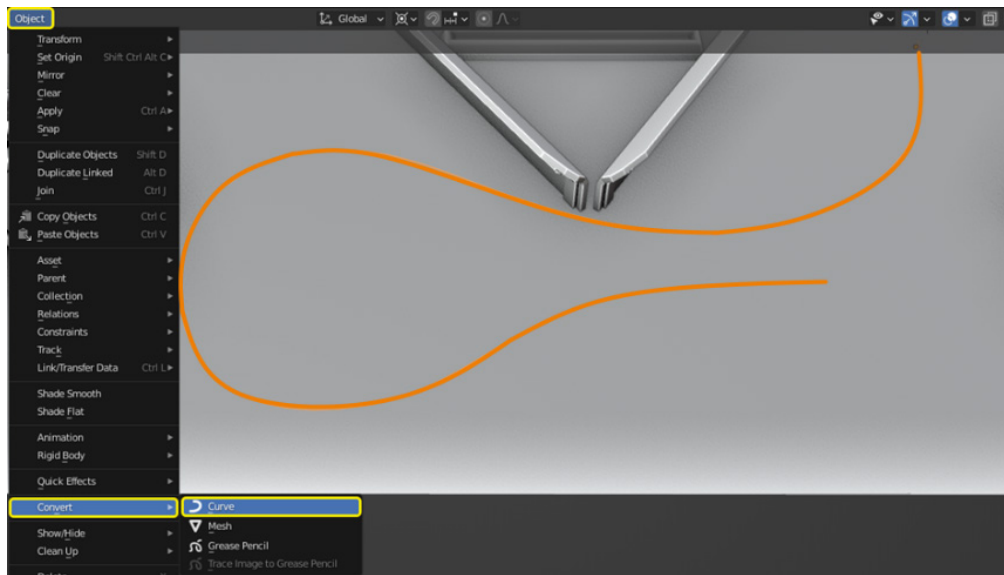 Object
Global
Transform
Set Origin Shift Ctrl Alt C
Mirror
Clear
Apply Ctrl A
Snap
Duplicate Objects Shift D
Duplicate Linked Alt D
Join Ctrl J
Copy Objects Ctrl C
Paste Objects Ctrl V
Asset
Parent
Collection
Relations
Constraints
Track
Link/Transfer Data Ctrl L
Shade Smooth
Shade Flat
Animation
Rigid Body
Quick Effects
Convert
Curve
Mesh
Show/Hide
Grease Pencil
Clean Up
Trace Image to Grease Pencil